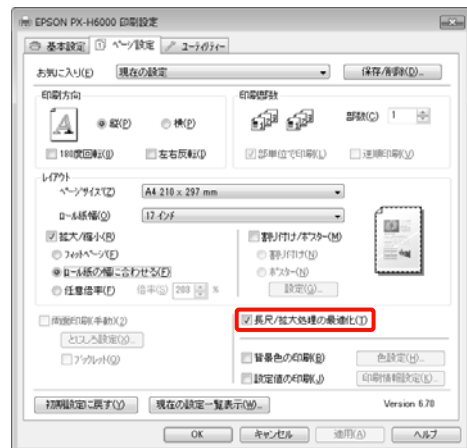 EPSON PX-H6000 印刷設定
基本設定 ページ設定 ユーティリティー
お気に入り(E) 現在の設定 保存/削除(D)...
印刷方向
A 縦(P) 横(P)
180度回転(0) 左右反転(I)
印刷部数
部数(C) 1
部単位で印刷(L) 逆順印刷(V)
レイアウト
ページサイズ(Z) A4 210 x 297 mm
ロール紙幅(O) 17 インチ
拡大/縮小(R)
フィットページ(E)
ロール紙の幅に合わせる(F)
任意倍率(F) 倍率(S) 203 %
割り付け/ポスター(M)
割り付け(N)
ポスター(N)
設定(G)...
両面印刷(手動)(2)
とじしろ設定(G)...
ブックレット(Q)
長尺/拡大処理の最適化(T)
背景色の印刷(B) 色設定(H)...
設定値の印刷(J) 印刷情報設定(K)...
初期設定に戻す(Y) 現在の設定一覧表示(W)... Version 6.70
OK キャンセル 適用(A) ヘルプ